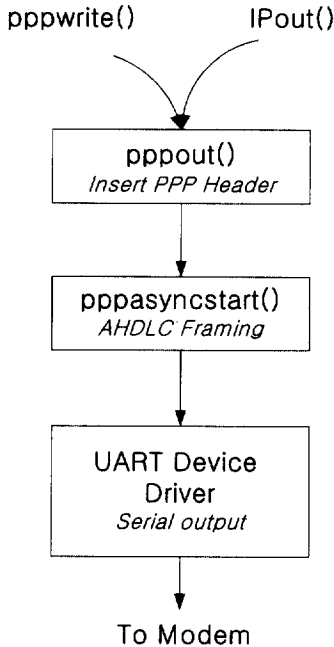 pppwrite() IPout()
pppout()
Insert PPP Header
pppasyncstart()
AHDLC Framing
UART Device
Driver
Serial output
To Modem